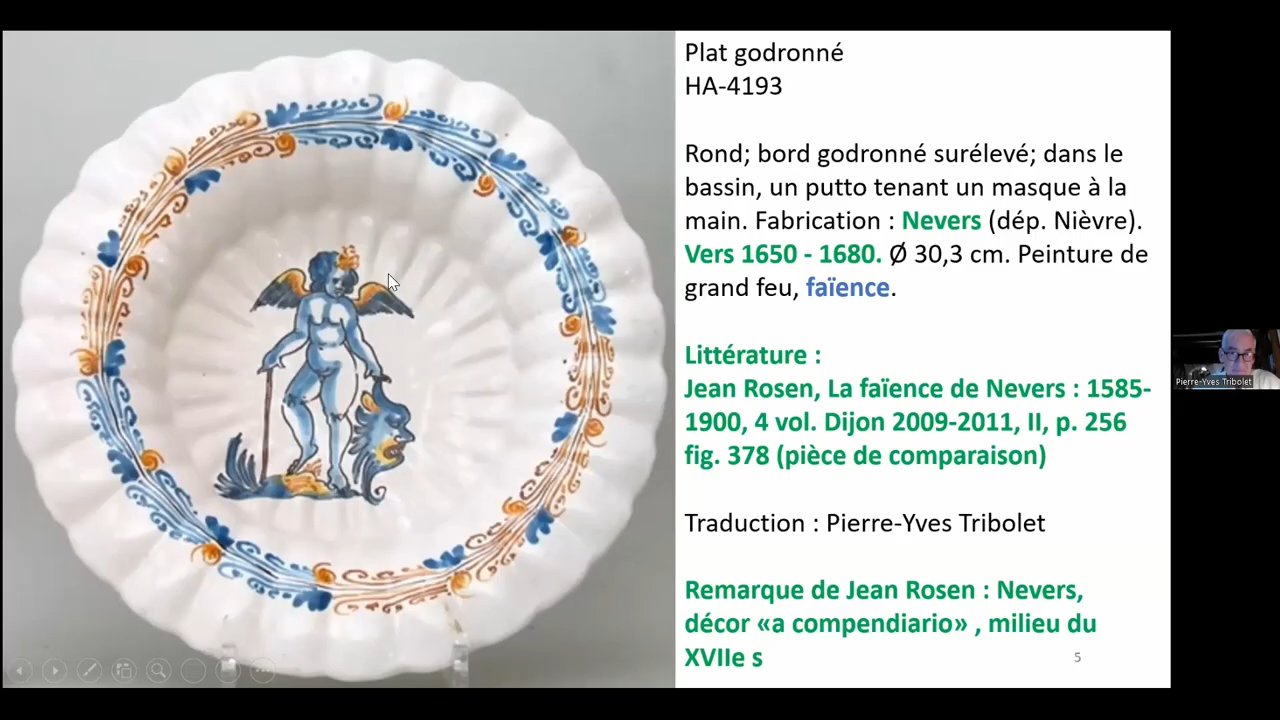 Plat godronné
HA-4193
Rond; bord godronné surélevé; dans le
bassin, un putto tenant un masque à la
main. Fabrication : Nevers (dép. Nièvre).
Vers 1650 - 1680. Ø 30,3 cm. Peinture de
grand feu, faïence.
Littérature :
Jean Rosen, La faïence de Nevers : 1585-
1900, 4 vol. Dijon 2009-2011, II, p. 256
fig. 378 (pièce de comparaison)
Traduction : Pierre-Yves Tribolet
Remarque de Jean Rosen : Nevers,
décor «a compendiario» , milieu du
XVIIe s
5
Pierre-Yves Tribolet